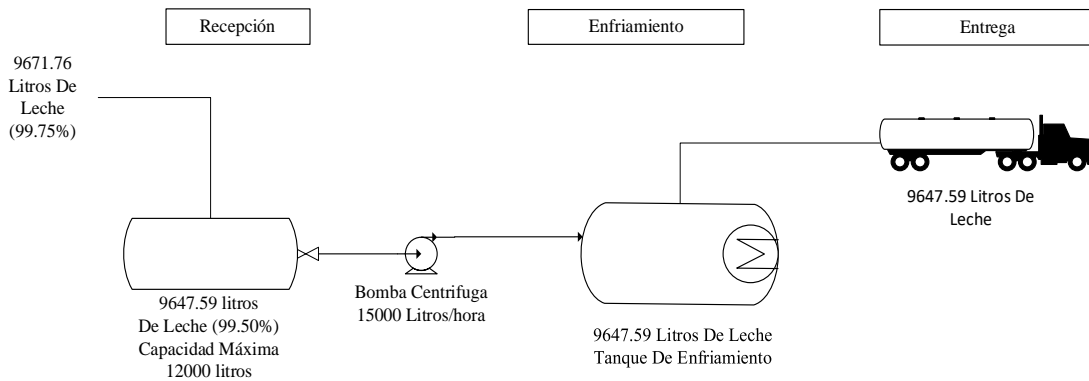 Recepción
Enfriamiento
Entrega
9671.76
Litros De
Leche
(99.75%)
9647.59 Litros De
Leche
Bomba Centrifuga
15000 Litros/hora
9647.59 litros
De Leche (99.50%)
Capacidad Máxima
12000 litros
9647.59 Litros De Leche
Tanque De Enfriamiento